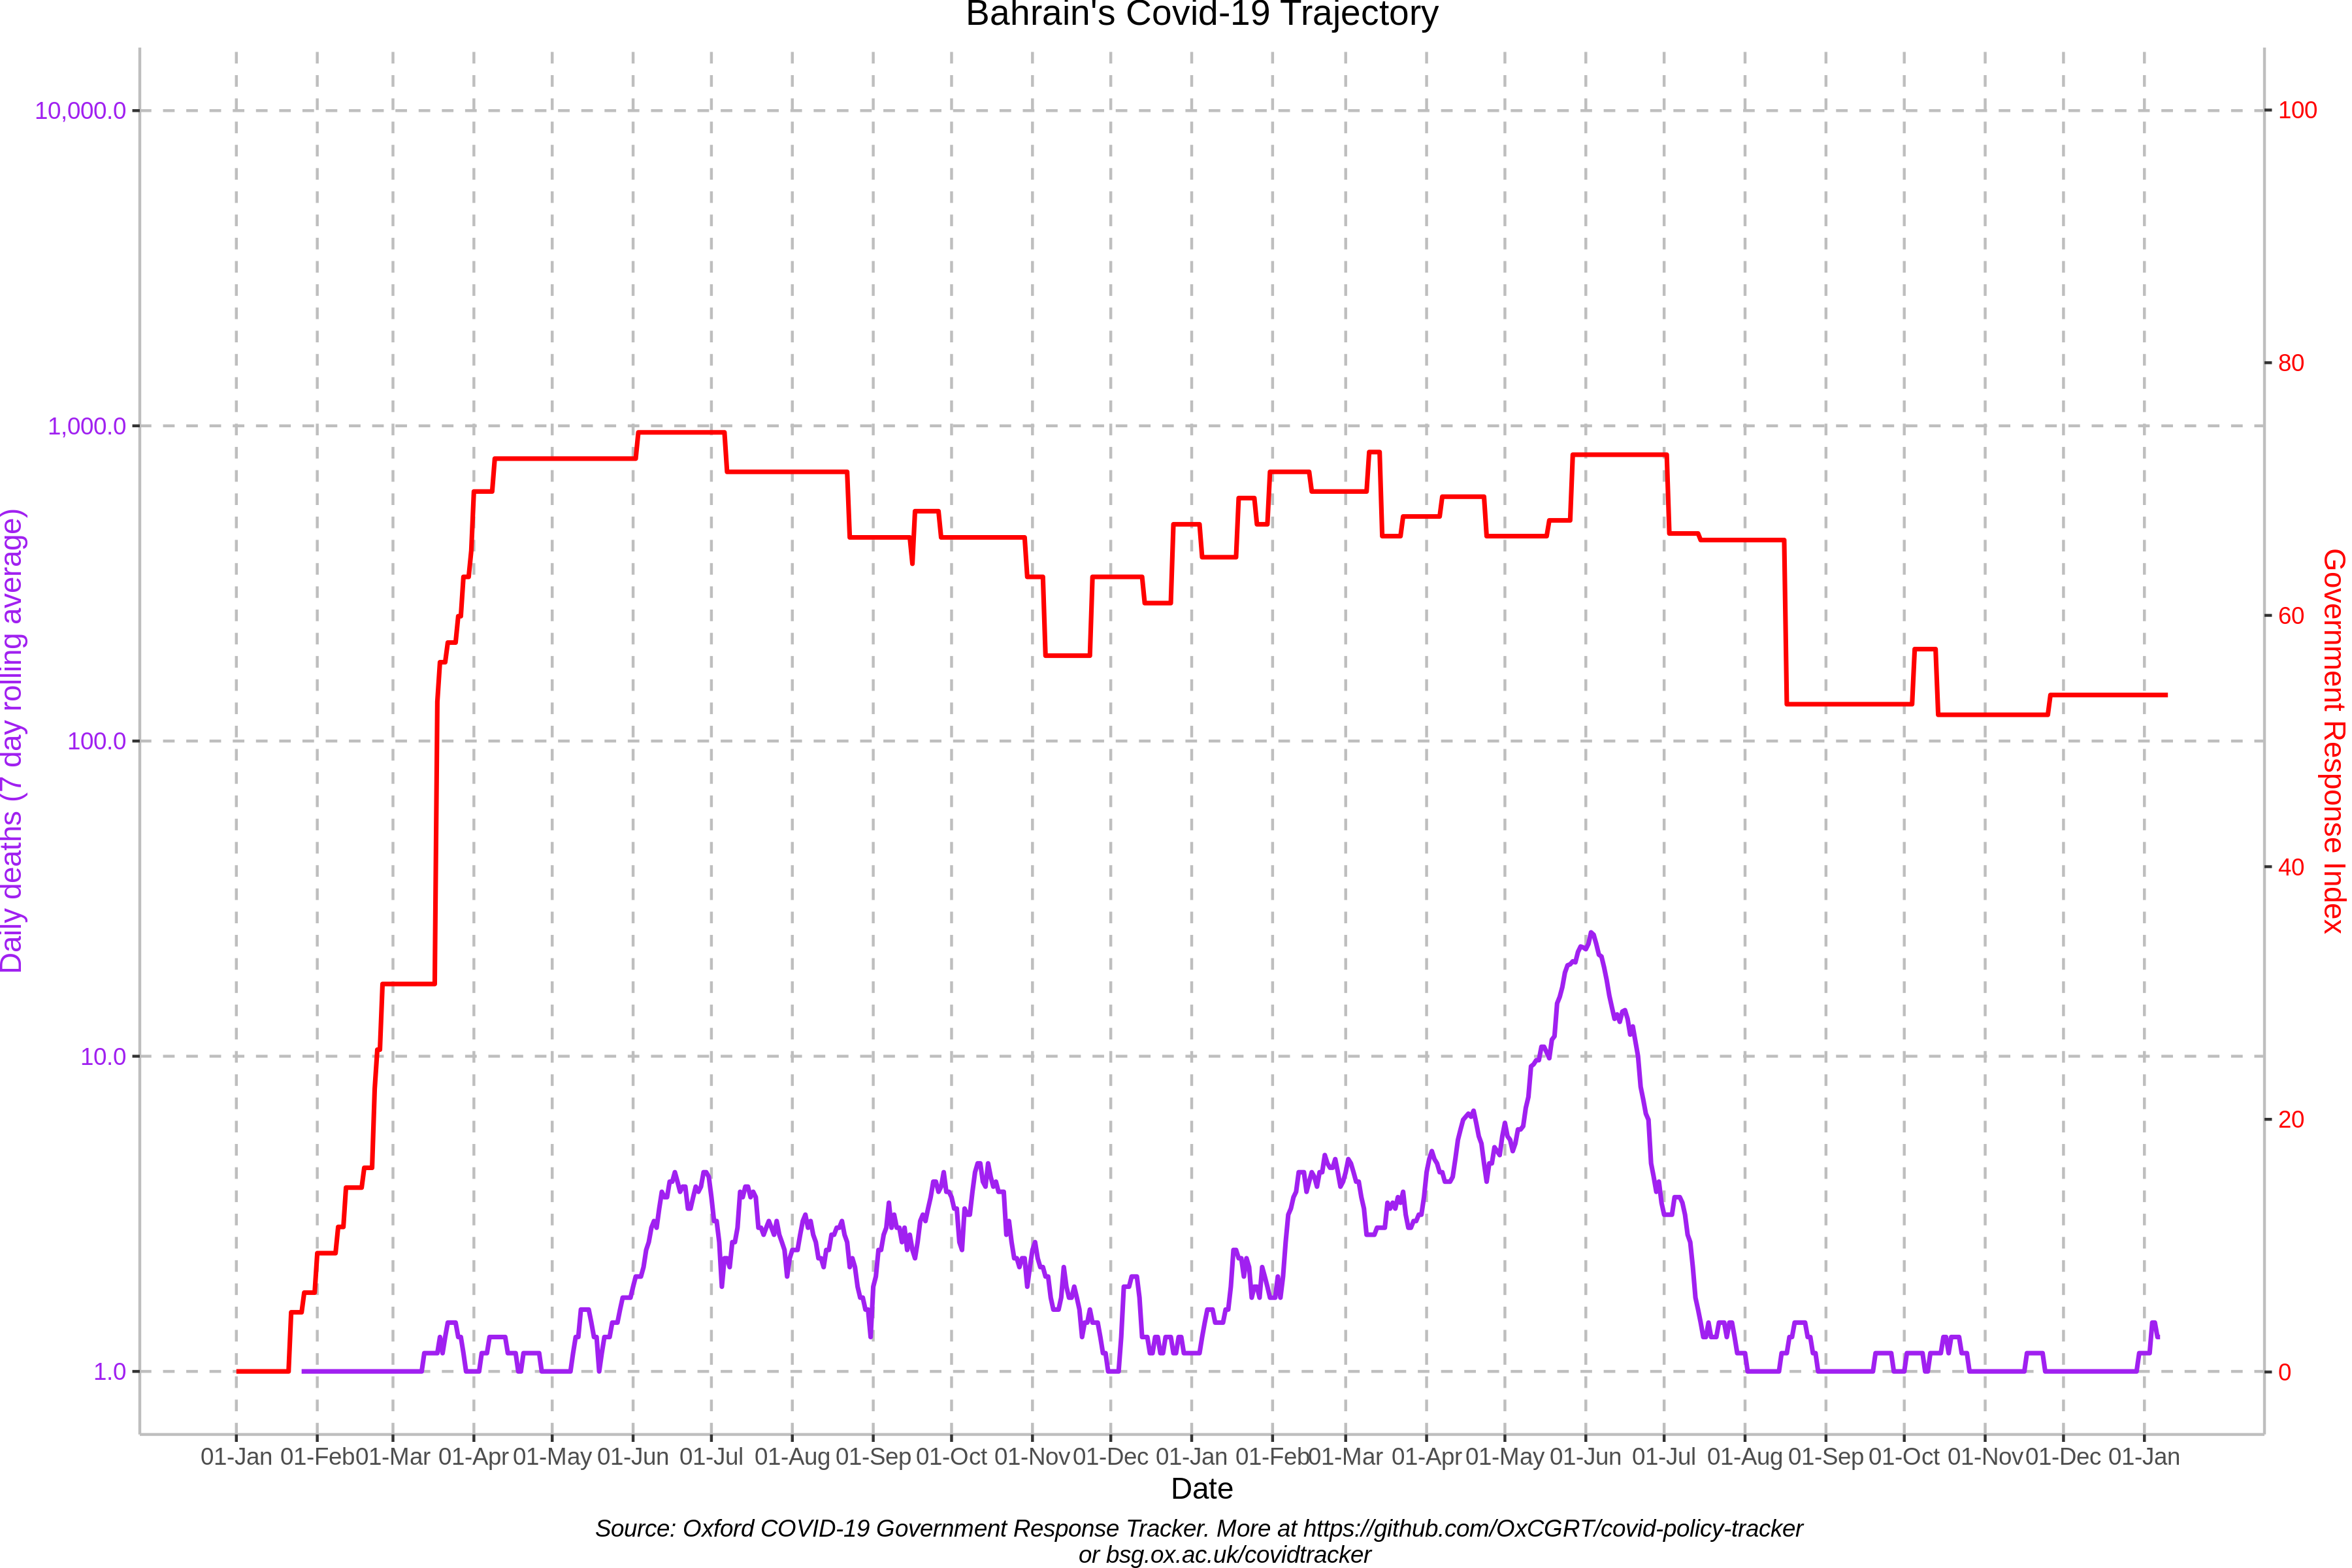 Bahrain's Covid-19 Trajectory
10,000.0
1,000.0
100.0
10.0
1.0
Daily deaths (7 day rolling average)
100
80
60
40
20
0
Government Response Index
01-Jan 01-Feb 01-Mar 01-Apr 01-May 01-Jun 01-Jul 01-Aug 01-Sep 01-Oct 01-Nov 01-Dec 01-Jan 01-Feb 01-Mar 01-Apr 01-May 01-Jun 01-Jul 01-Aug 01-Sep 01-Oct 01-Nov 01-Dec 01-Jan
Date
Source: Oxford COVID-19 Government Response Tracker. More at https://github.com/OxCGRT/covid-policy-tracker
or bsg.ox.ac.uk/covidtracker